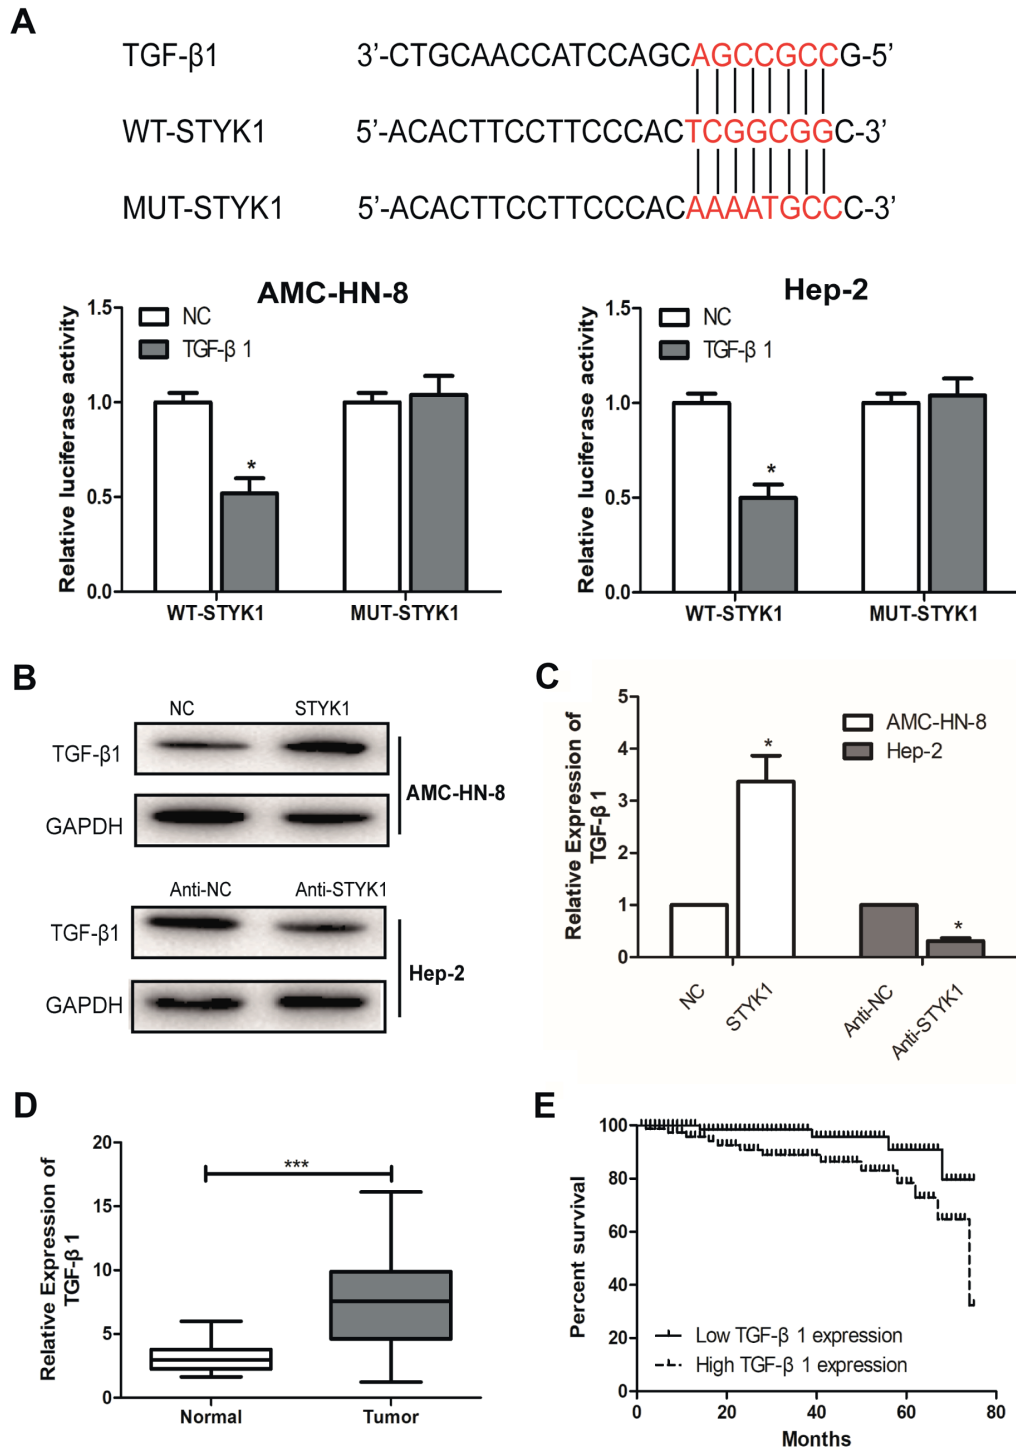 A
TGF-β1 3’-CTGCAACCATCCAGCAGCCGCCG-5’
WT-STYK1 5’-ACACTTCCTTCCCACTCGGCGGC-3’
MUT-STYK1 5’-ACACTTCCTTCCCACAAAATGCCC-3’
AMC-HN-8
Relative luciferase activity
1.5
1.0
0.5
0.0
NC
TGF-β 1
*
WT-STYK1 MUT-STYK1
Hep-2
Relative luciferase activity
1.5
1.0
0.5
0.0
NC
TGF-β 1
*
WT-STYK1 MUT-STYK1
B
NC STYK1
TGF-β1
GAPDH
AMC-HN-8
Anti-NC Anti-STYK1
TGF-β1
GAPDH
Hep-2
C
Relative Expression of
TGF-β 1
5
4
3
2
1
0
AMC-HN-8
Hep-2
*
*
NC STYK1 Anti-NC Anti-STYK1
D
Relative Expression of
TGF-β 1
20
15
10
5
0
***
Normal Tumor
E
Percent survival
100
80
60
40
20
0
Low TGF-β 1 expression
High TGF-β 1 expression
0 20 40 60 80
Months